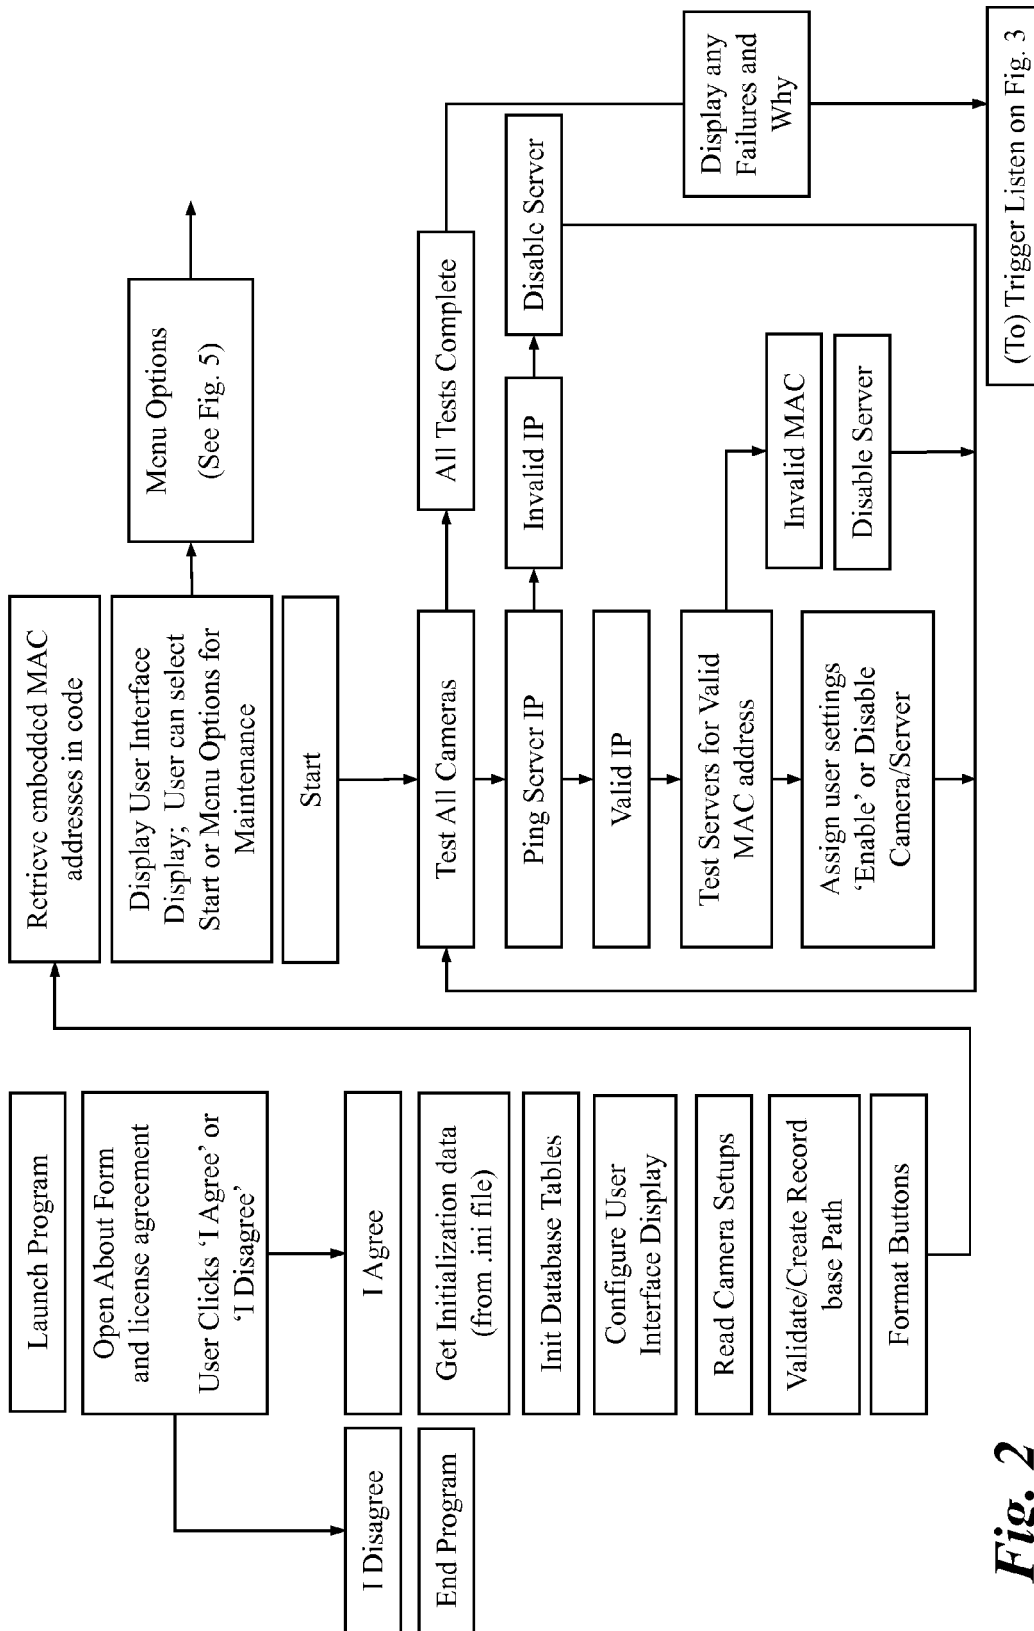 Launch Program
Open About Form
and license agreement
User Clicks ‘I Agree’ or
‘I Disagree’
I Disagree
End Program
I Agree
Get Initialization data
(from .ini file)
Init Database Tables
Configure User
Interface Display
Read Camera Setups
Validate/Create Record
base Path
Format Buttons
Retrieve embedded MAC
addresses in code
Display User Interface
Display; User can select
Start or Menu Options for
Maintenance
Menu Options
(See Fig. 5)
Start
Test All Cameras
All Tests Complete
Ping Server IP
Invalid IP
Disable Server
Valid IP
Test Servers for Valid
MAC address
Invalid MAC
Disable Server
Assign user settings
‘Enable’ or Disable
Camera/Server
Display any
Failures and
Why
(To) Trigger Listen on Fig. 3
Fig. 2